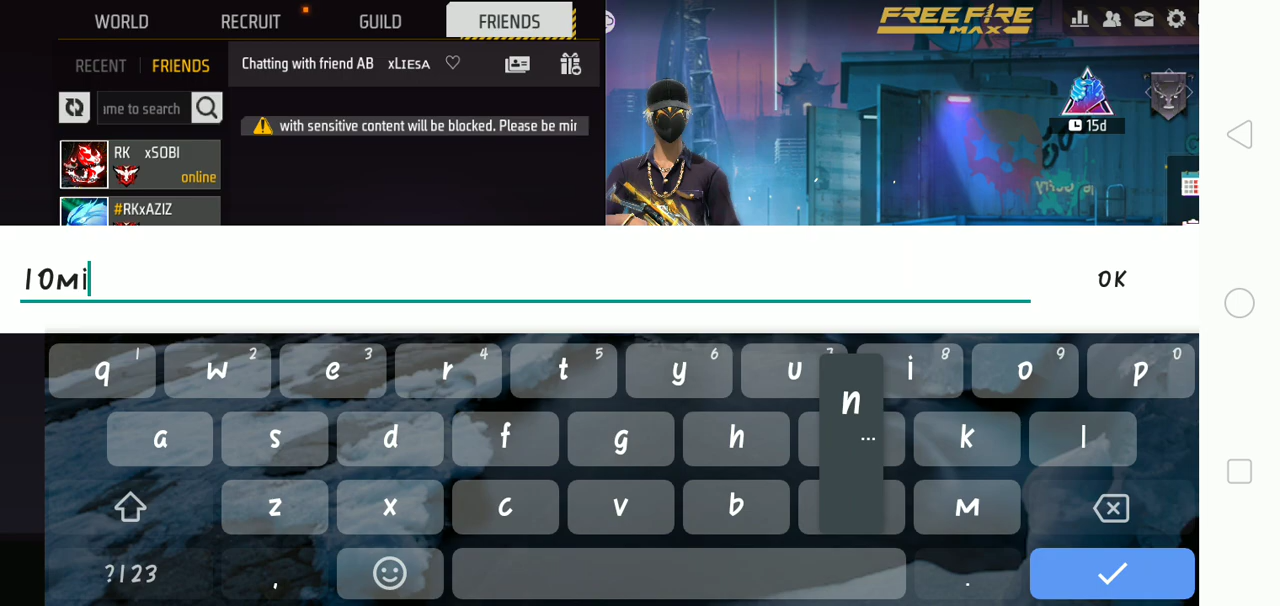 WORLD
RECRUIT
GUILD
FRIENDS
FREE FIRE
MAX
RECENT
FRIENDS
Chatting with friend AB xLIESA
15d
me to search
with sensitive content will be blocked. Please be mi
RK xSOBI
online
#RKxAZIZ
10mi
OK
q 1 w 2 e 3 r 4 t 5 y 6 u 7 i 8 o 9 p 0
a s d f g h k l
n ...
z x c v b m
?123 , .